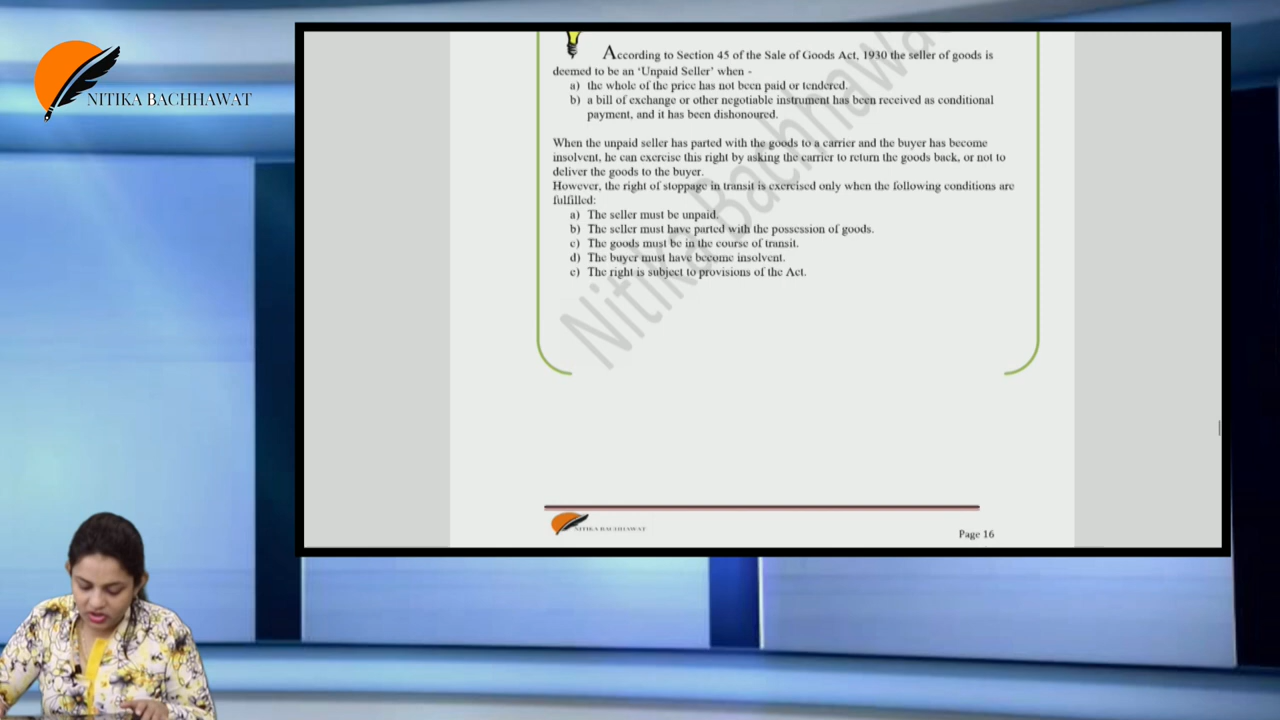 NITIKA BACHHAWAT
According to Section 45 of the Sale of Goods Act, 1930 the seller of goods is
deemed to be an ‘Unpaid Seller’ when -
a) the whole of the price has not been paid or tendered.
b) a bill of exchange or other negotiable instrument has been received as conditional
payment, and it has been dishonoured.
When the unpaid seller has parted with the goods to a carrier and the buyer has become
insolvent, he can exercise this right by asking the carrier to return the goods back, or not to
deliver the goods to the buyer.
However, the right of stoppage in transit is exercised only when the following conditions are
fulfilled:
a) The seller must be unpaid.
b) The seller must have parted with the possession of goods.
c) The goods must be in the course of transit.
d) The buyer must have become insolvent.
e) The right is subject to provisions of the Act.
Nitika Bachhawa
NITIKA BACHHAWAT
Page 16